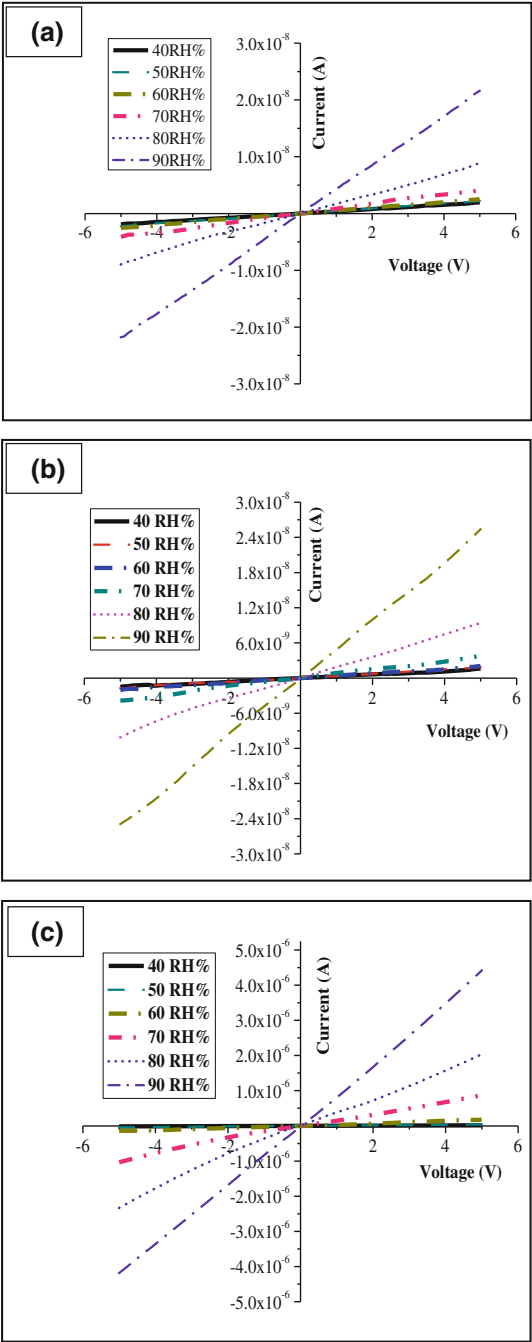 (a)
40RH%
50RH%
60RH%
70RH%
80RH%
90RH%
Current (A)
3.0x10⁻⁸
2.0x10⁻⁸
1.0x10⁻⁸
-6 -4 -2 2 4 6
Voltage (V)
-1.0x10⁻⁸
-2.0x10⁻⁸
-3.0x10⁻⁸
(b)
40 RH%
50 RH%
60 RH%
70 RH%
80 RH%
90 RH%
Current (A)
3.0x10⁻⁸
2.4x10⁻⁸
1.8x10⁻⁸
1.2x10⁻⁸
6.0x10⁻⁹
-6 -4 -2 2 4 6
Voltage (V)
-6.0x10⁻⁹
-1.2x10⁻⁸
-1.8x10⁻⁸
-2.4x10⁻⁸
-3.0x10⁻⁸
(c)
40 RH%
50 RH%
60 RH%
70 RH%
80 RH%
90 RH%
Current (A)
5.0x10⁻⁶
4.0x10⁻⁶
3.0x10⁻⁶
2.0x10⁻⁶
1.0x10⁻⁶
-6 -4 -2 2 4 6
Voltage (V)
-1.0x10⁻⁶
-2.0x10⁻⁶
-3.0x10⁻⁶
-4.0x10⁻⁶
-5.0x10⁻⁶